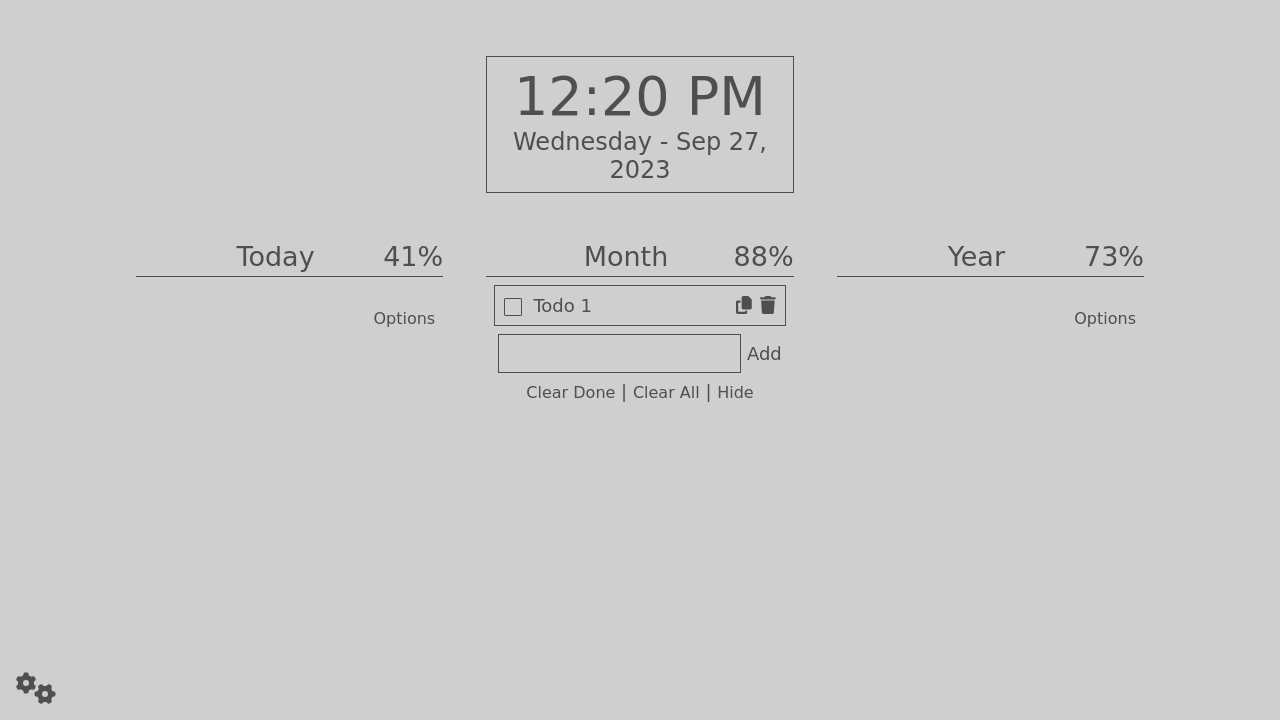 12:20 PM
Wednesday - Sep 27,
2023
Today 41%
Options
Month 88%
Todo 1
Add
Clear Done | Clear All | Hide
Year 73%
Options